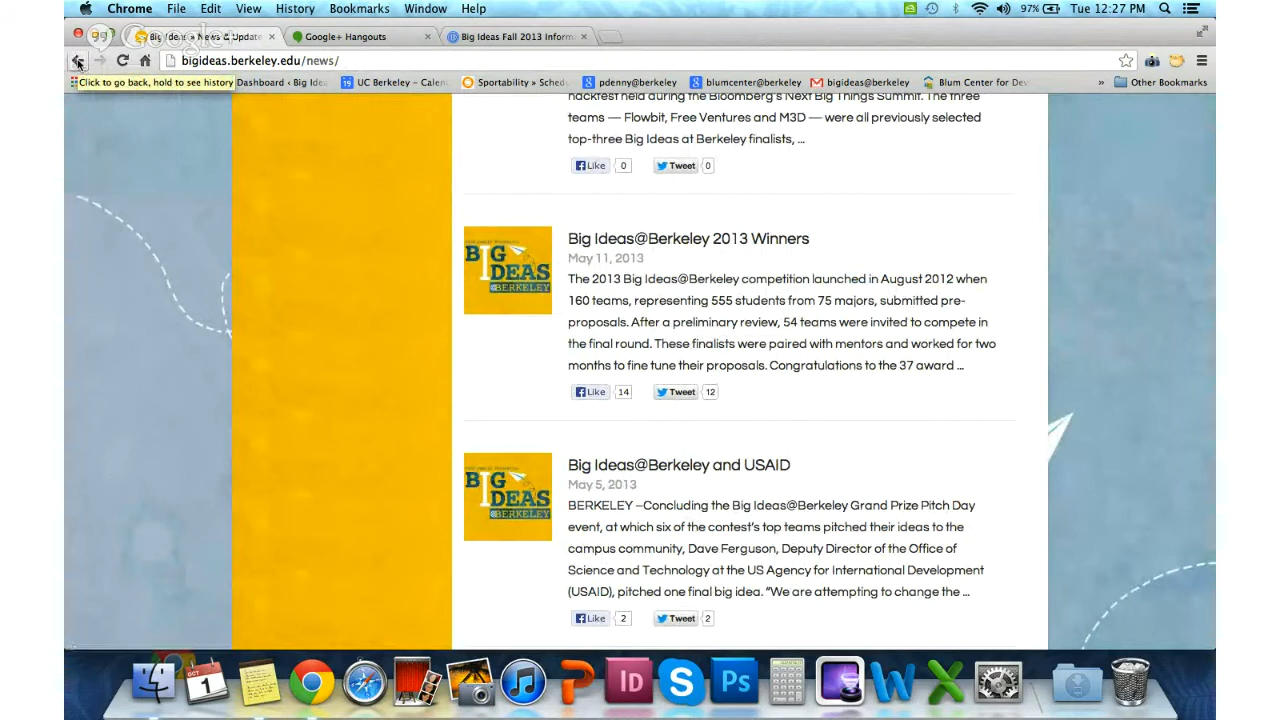 Chrome File Edit View History Bookmarks Window Help 97% Tue 12:27 PM
Google+
Big Ideas » News & Update
Google+ Hangouts
Big Ideas Fall 2013 Inform
bigideas.berkeley.edu/news/
Click to go back, hold to see history
Dashboard ‹ Big Ide
UC Berkeley – Calen
Sportability » Sched
pdenny@berkeley
blumcenter@berkeley
bigideas@berkeley
Blum Center for Dev
» Other Bookmarks
hackfest held during the Bloomberg's Next Big Things Summit. The three
teams — Flowbit, Free Ventures and M3D — were all previously selected
top-three Big Ideas at Berkeley finalists, ...
Like 0 Tweet 0
BIG IDEAS @BERKELEY
Big Ideas@Berkeley 2013 Winners
May 11, 2013
The 2013 Big Ideas@Berkeley competition launched in August 2012 when
160 teams, representing 555 students from 75 majors, submitted pre-
proposals. After a preliminary review, 54 teams were invited to compete in
the final round. These finalists were paired with mentors and worked for two
months to fine tune their proposals. Congratulations to the 37 award ...
Like 14 Tweet 12
BIG IDEAS @BERKELEY
Big Ideas@Berkeley and USAID
May 5, 2013
BERKELEY –Concluding the Big Ideas@Berkeley Grand Prize Pitch Day
event, at which six of the contest's top teams pitched their ideas to the
campus community, Dave Ferguson, Deputy Director of the Office of
Science and Technology at the US Agency for International Development
(USAID), pitched one final big idea. "We are attempting to change the ...
Like 2 Tweet 2
OCT
1
ID
Ps